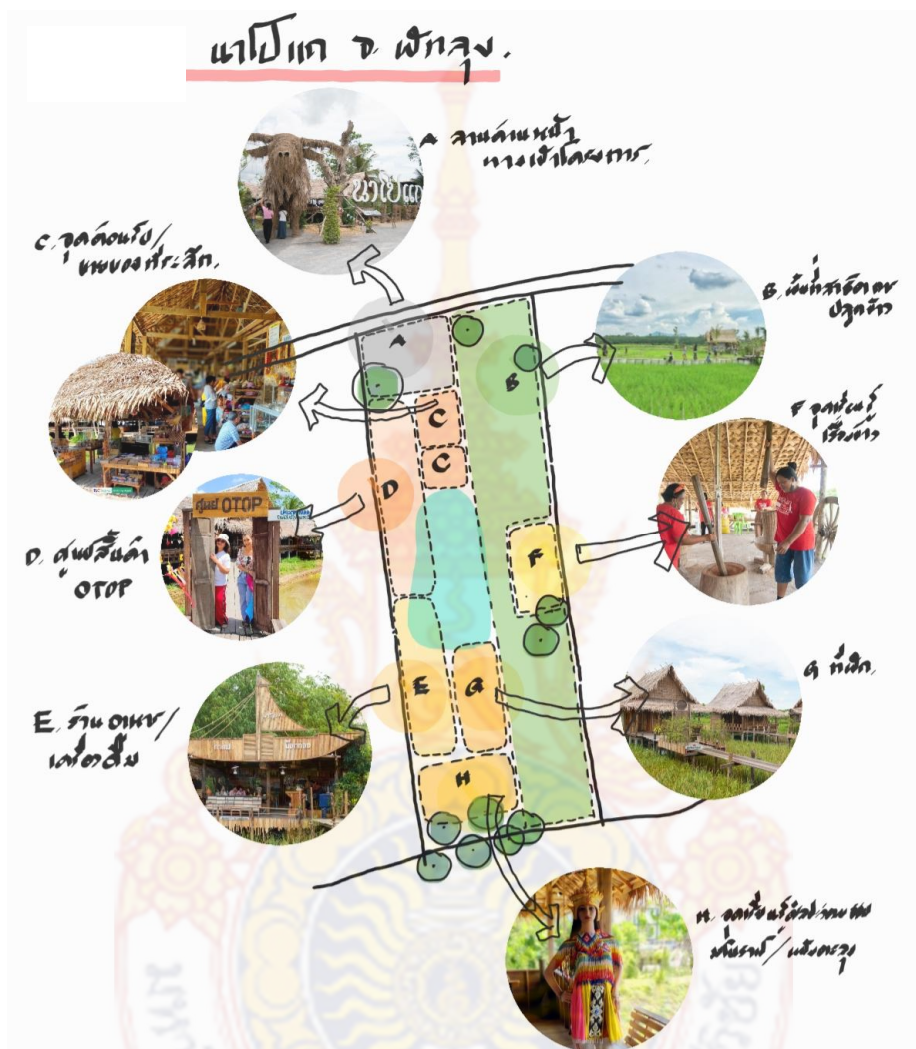 นาโปแก จ. พัทลุง.
A ลานด้านหน้า
ทางเข้าโครงการ.
นาโปแก
C. จุดต้อนรับ/
ขายของที่ระลึก.
B. พื้นที่สาธิตการ
ปลูกข้าว
A
B
C
C
D
F
E
G
H
F จุดเรียนรู้
เรื่องข้าว
ศูนย์ OTOP
D. ศูนย์สินค้า
OTOP
G ที่พัก.
E. ร้านอาหาร/
เครื่องดื่ม
H. จุดเรียนรู้
มโนราห์/หนังตะลุง